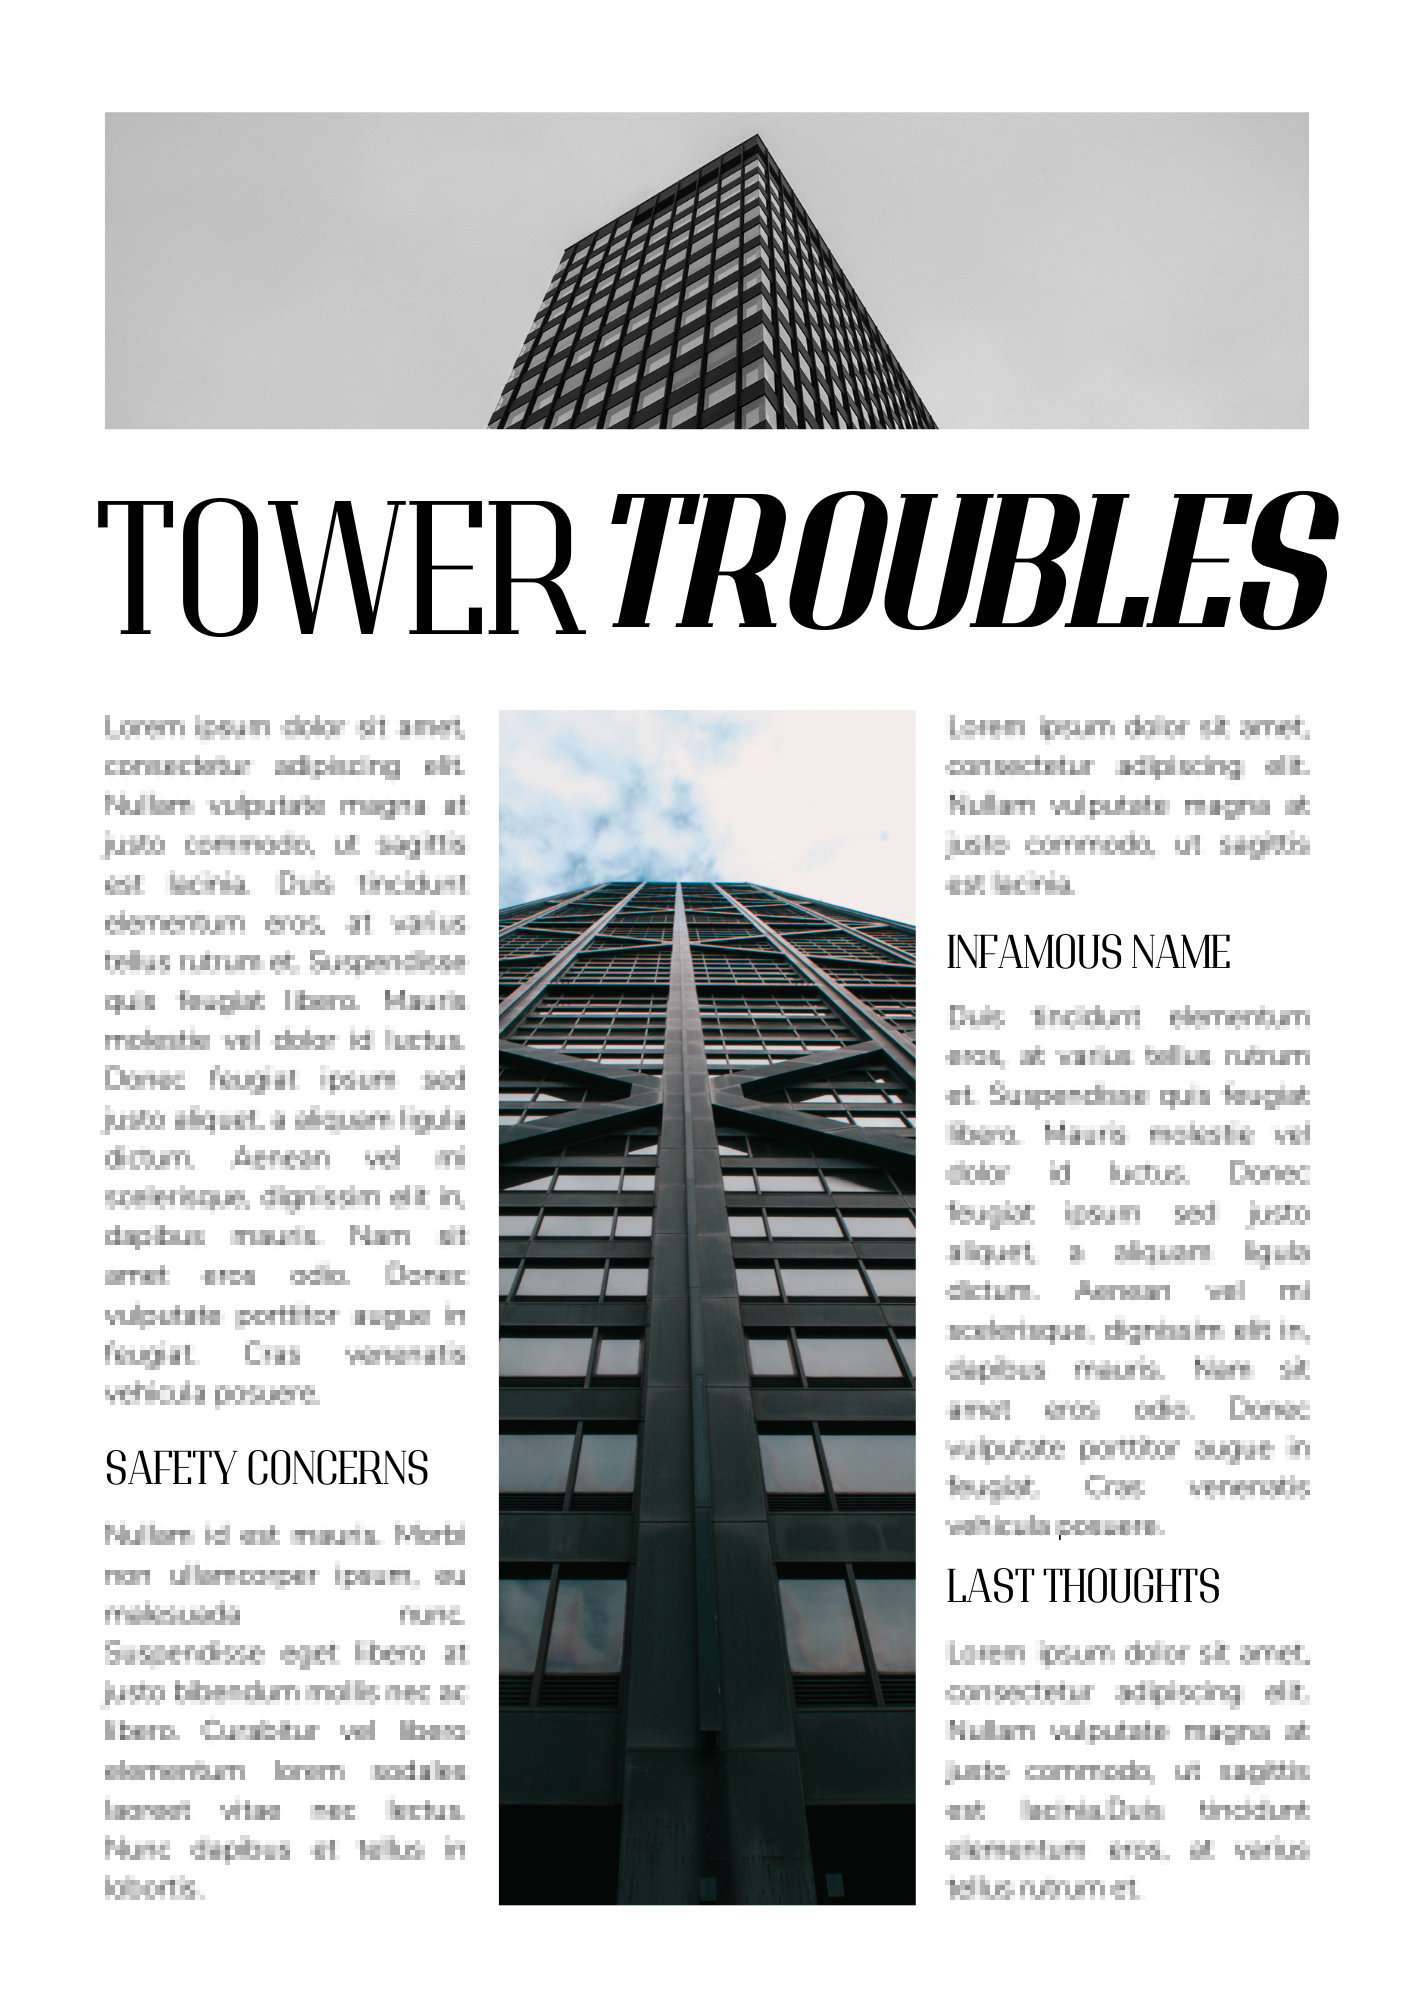 TOWER TROUBLES
Lorem ipsum dolor sit amet,
consectetur adipiscing elit.
Nullam vulputate magna at
justo commodo, ut sagittis
est lacinia. Duis tincidunt
elementum eros, at varius
tellus rutrum et. Suspendisse
quis feugiat libero. Mauris
molestie vel dolor id luctus.
Donec feugiat ipsum sed
justo aliquet, a aliquam ligula
dictum. Aenean vel mi
scelerisque, dignissim elit in,
dapibus mauris. Nam sit
amet eros odio. Donec
vulputate porttitor augue in
feugiat. Cras venenatis
vehicula posuere.
SAFETY CONCERNS
Nullam id est mauris. Morbi
non ullamcorper ipsum, eu
malesuada nunc.
Suspendisse eget libero at
justo bibendum mollis nec ac
libero. Curabitur vel libero
elementum lorem sodales
laoreet vitae nec lectus.
Nunc dapibus et tellus in
lobortis.
Lorem ipsum dolor sit amet,
consectetur adipiscing elit.
Nullam vulputate magna at
justo commodo, ut sagittis
est lacinia.
INFAMOUS NAME
Duis tincidunt elementum
eros, at varius tellus rutrum
et. Suspendisse quis feugiat
libero. Mauris molestie vel
dolor id luctus. Donec
feugiat ipsum sed justo
aliquet, a aliquam ligula
dictum. Aenean vel mi
scelerisque, dignissim elit in,
dapibus mauris. Nam sit
amet eros odio. Donec
vulputate porttitor augue in
feugiat. Cras venenatis
vehicula posuere.
LAST THOUGHTS
Lorem ipsum dolor sit amet,
consectetur adipiscing elit.
Nullam vulputate magna at
justo commodo, ut sagittis
est lacinia.Duis tincidunt
elementum eros, at varius
tellus rutrum et.